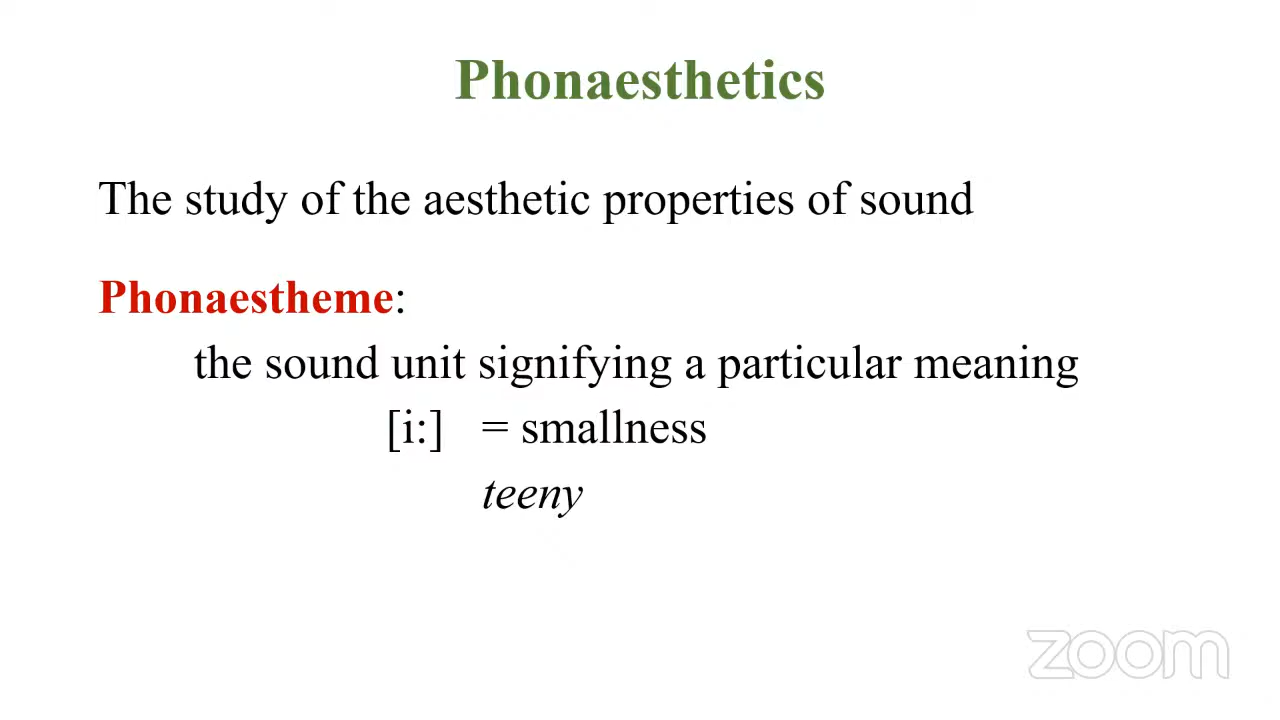 Phonaesthetics
The study of the aesthetic properties of sound
Phonaestheme:
the sound unit signifying a particular meaning
[i:] = smallness
teeny
zoom